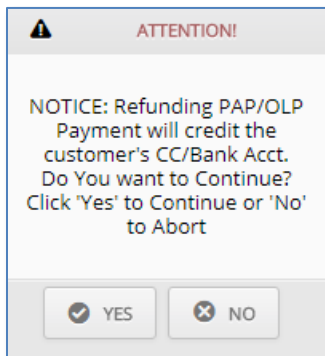 ATTENTION!
NOTICE: Refunding PAP/OLP
Payment will credit the
customer's CC/Bank Acct.
Do You want to Continue?
Click 'Yes' to Continue or 'No'
to Abort
YES
NO